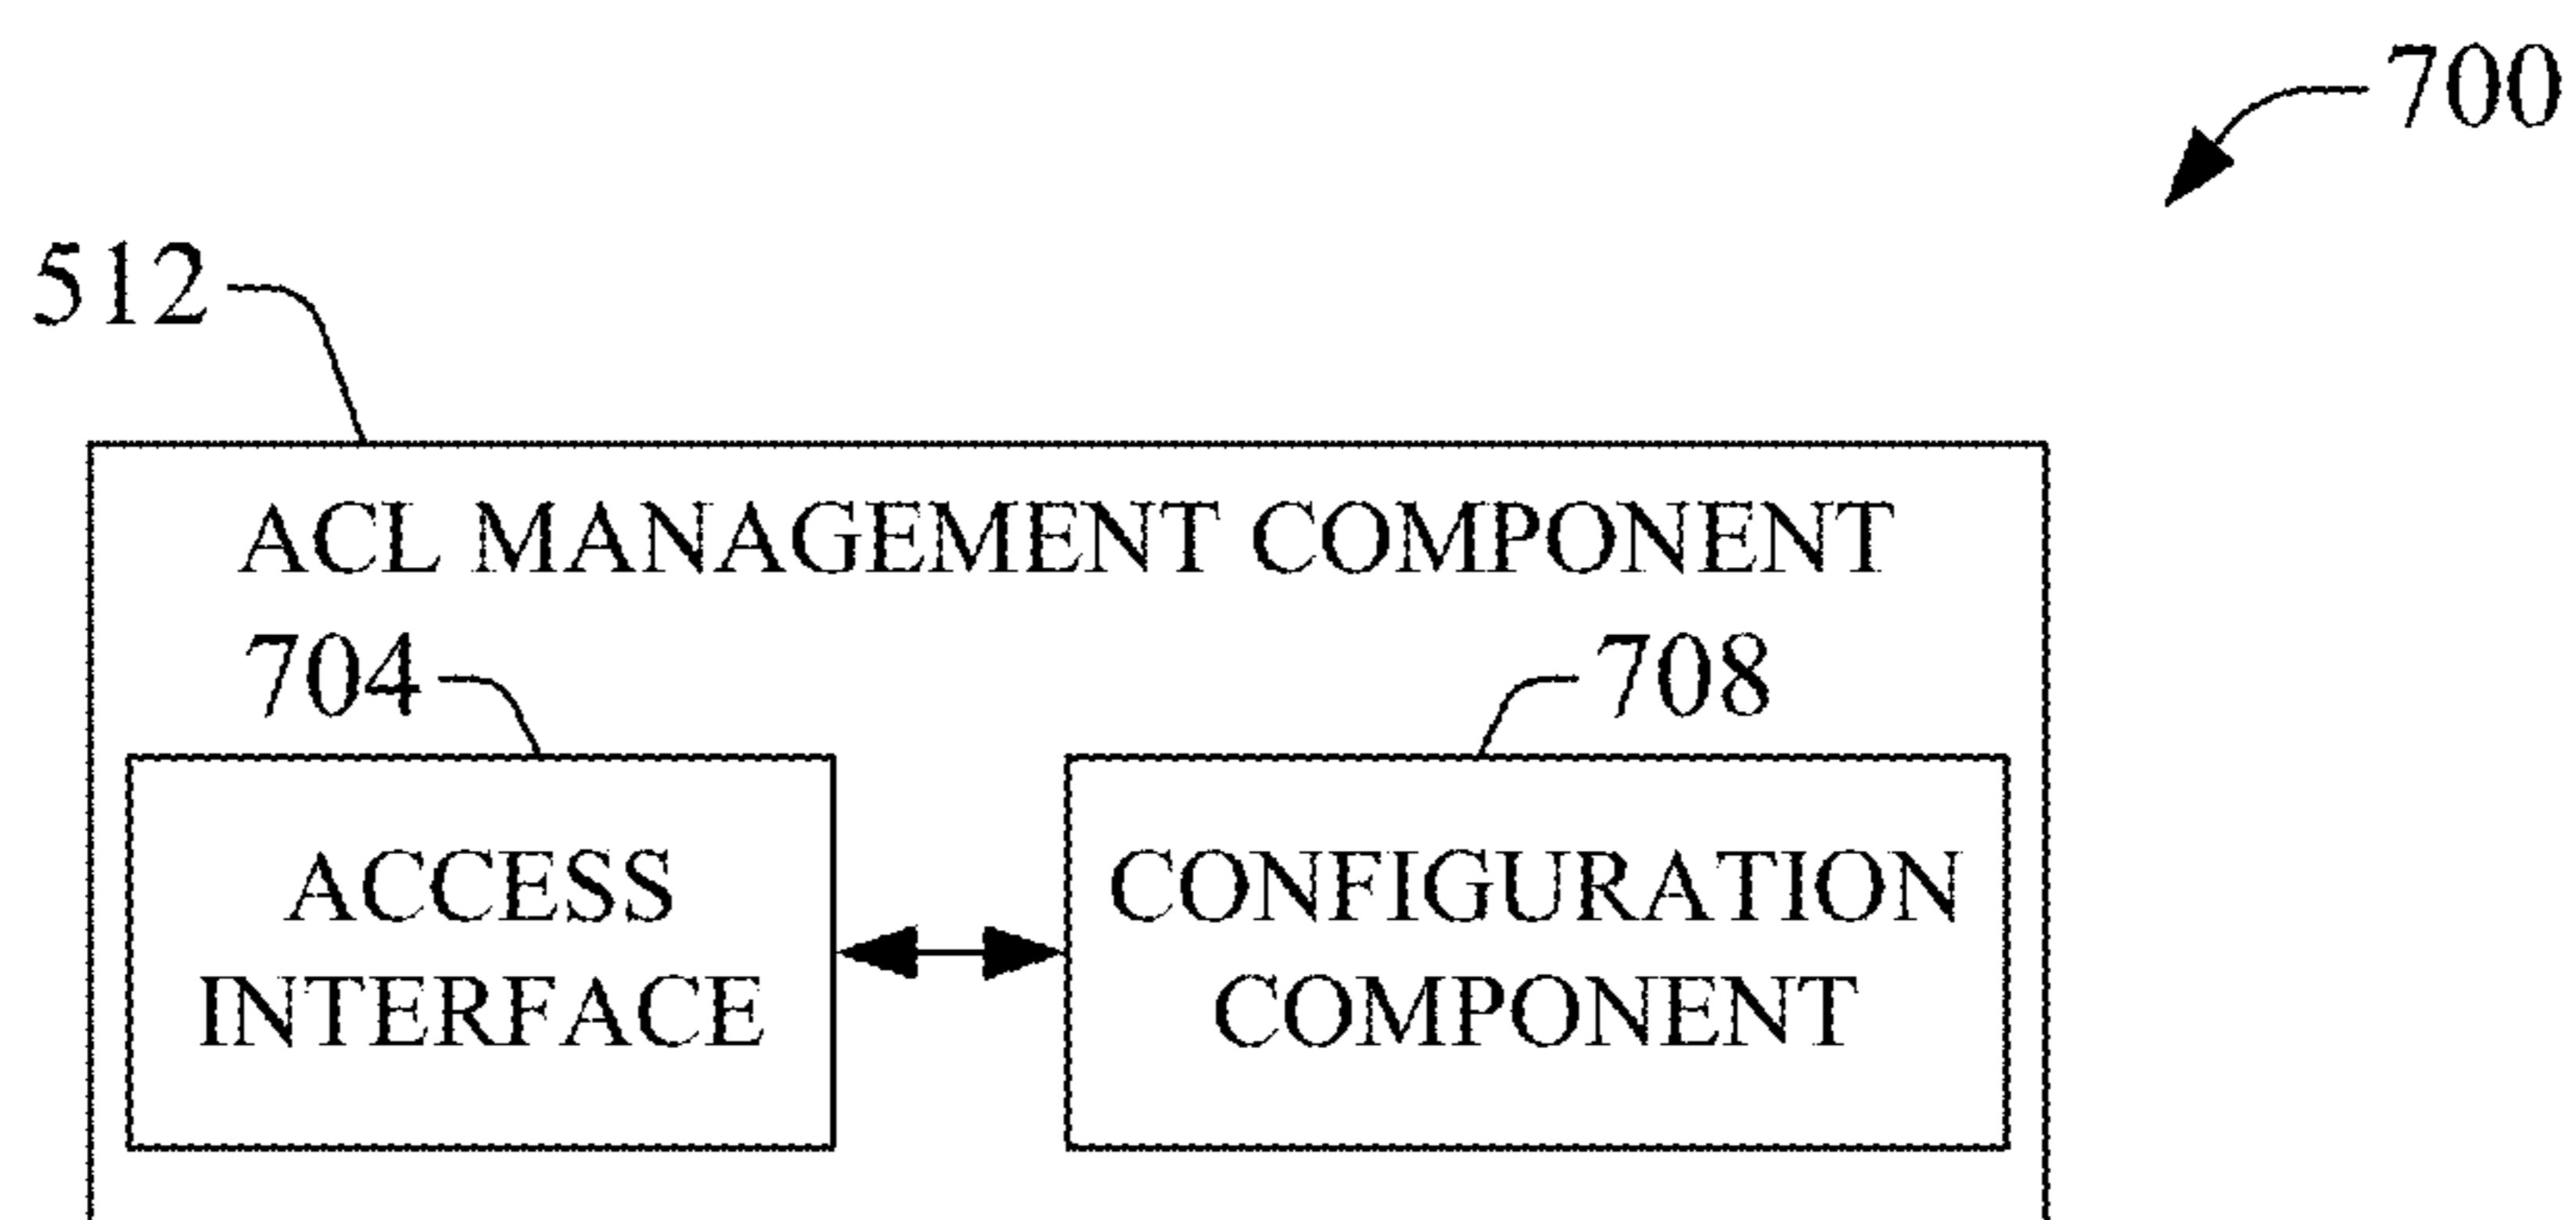 700
512
ACL MANAGEMENT COMPONENT
704
708
ACCESS
INTERFACE
CONFIGURATION
COMPONENT